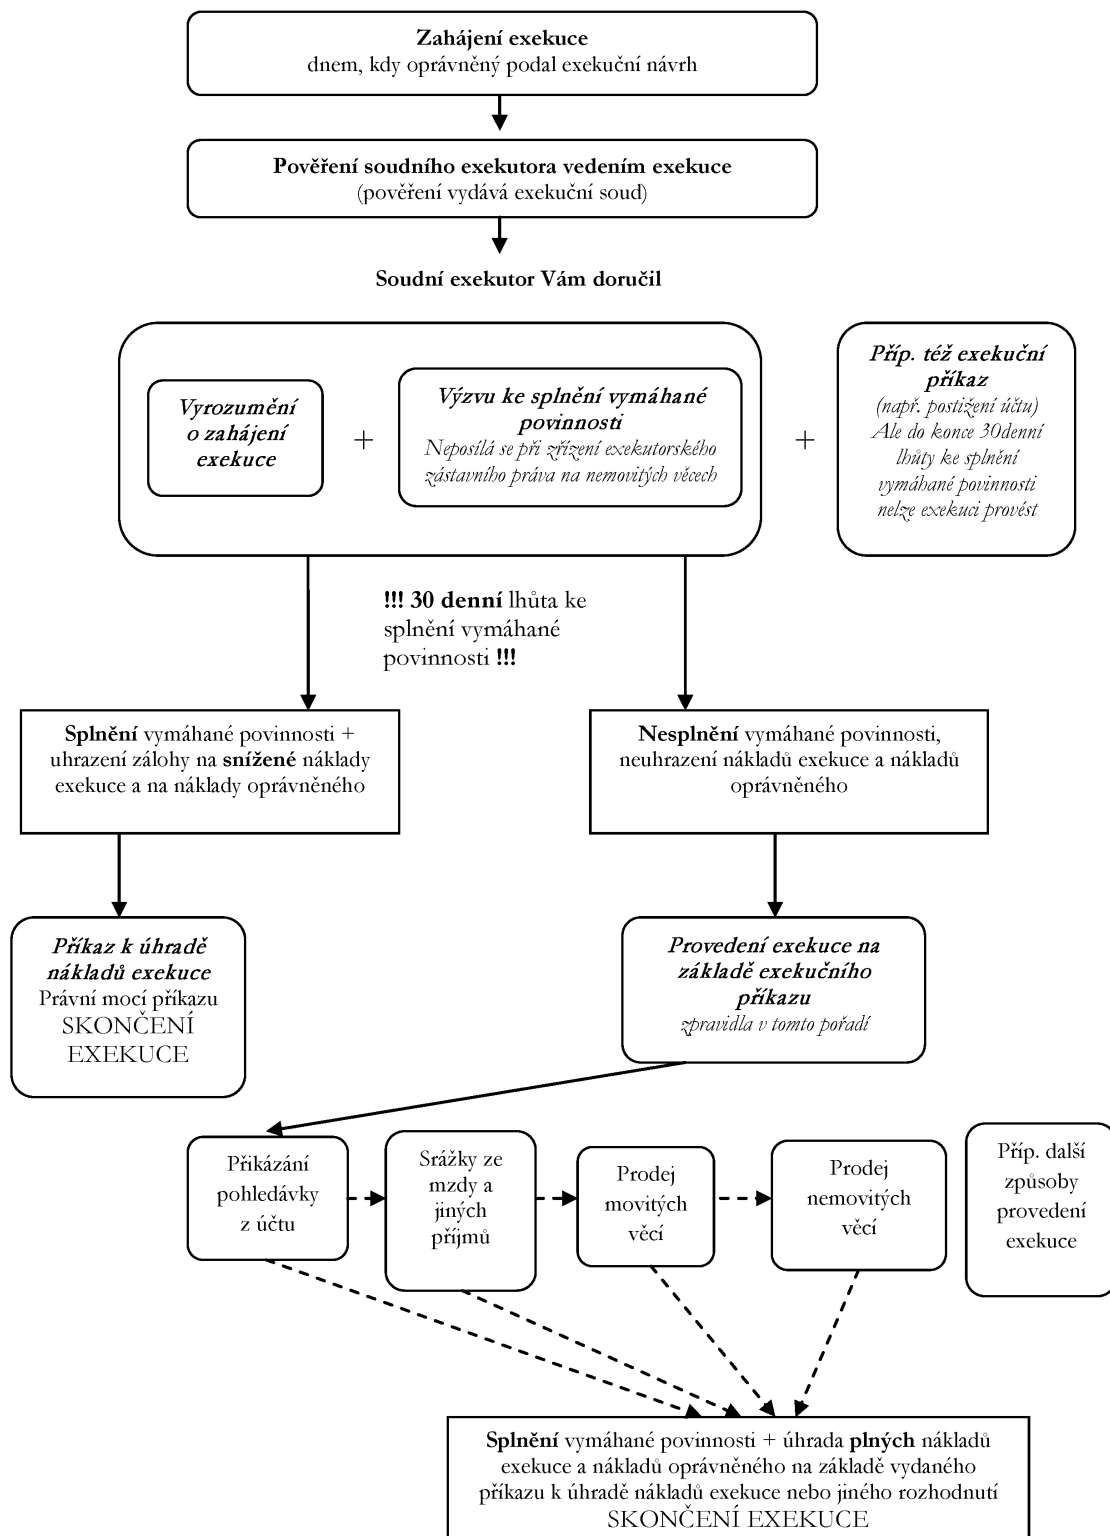 Zahájení exekuce
dnem, kdy oprávněný podal exekuční návrh
Pověření soudního exekutora vedením exekuce
(pověření vydává exekuční soud)
Soudní exekutor Vám doručil
Vyrozumění
o zahájení
exekuce
+
Výzvu ke splnění vymáhané
povinnosti
Neposílá se při zřízení exekutorského
zástavního práva na nemovitých věcech
+
Příp. též exekuční
příkaz
(např. postižení účtu)
Ale do konce 30denní
lhůty ke splnění
vymáhané povinnosti
nelze exekuci provést
!!! 30 denní lhůta ke
splnění vymáhané
povinnosti !!!
Splnění vymáhané povinnosti +
uhrazení zálohy na snížené náklady
exekuce a na náklady oprávněného
Nesplnění vymáhané povinnosti,
neuhrazení nákladů exekuce a nákladů
oprávněného
Příkaz k úhradě
nákladů exekuce
Právní mocí příkazu
SKONČENÍ
EXEKUCE
Provedení exekuce na
základě exekučního
příkazu
zpravidla v tomto pořadí
Přikázání
pohledávky
z účtu
Srážky ze
mzdy a
jiných
příjmů
Prodej
movitých
věcí
Prodej
nemovitých
věcí
Příp. další
způsoby
provedení
exekuce
Splnění vymáhané povinnosti + úhrada plných nákladů
exekuce a nákladů oprávněného na základě vydaného
příkazu k úhradě nákladů exekuce nebo jiného rozhodnutí
SKONČENÍ EXEKUCE